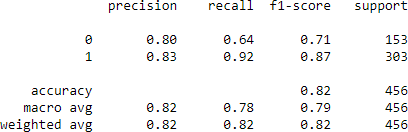 precision recall f1-score support
0 0.80 0.64 0.71 153
1 0.83 0.92 0.87 303
accuracy 0.82 456
macro avg 0.82 0.78 0.79 456
weighted avg 0.82 0.82 0.82 456